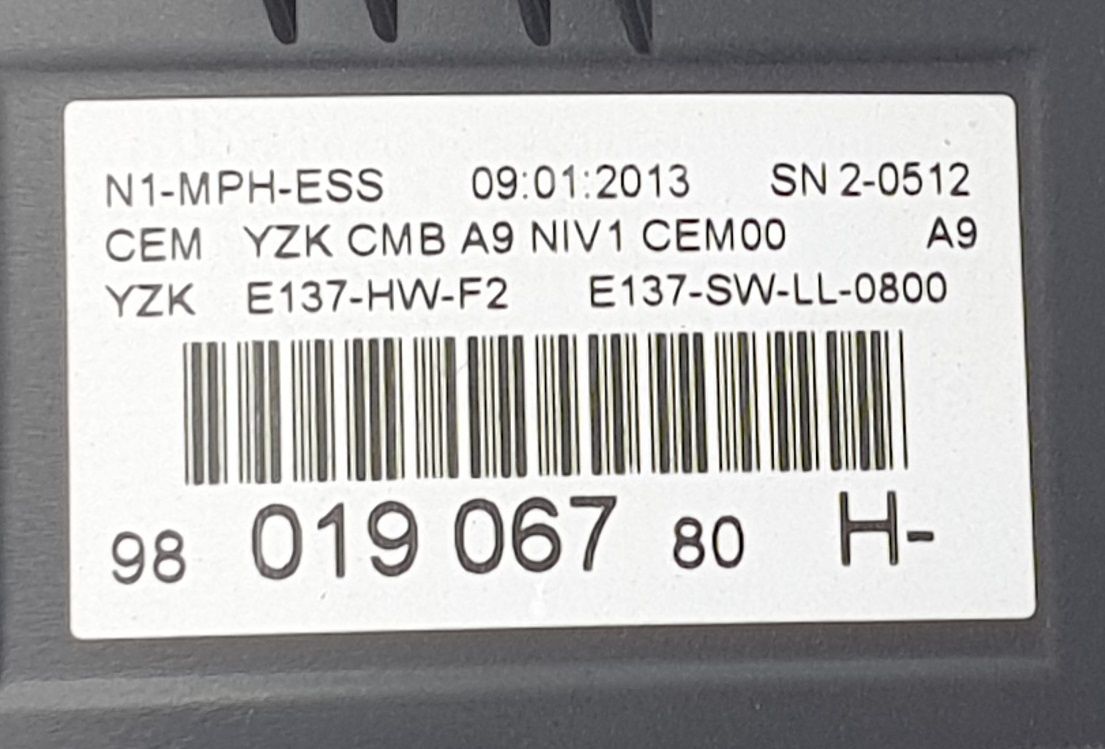 N1-MPH-ESS 09:01:2013 SN 2-0512
CEM YZK CMB A9 NIV1 CEM00 A9
YZK E137-HW-F2 E137-SW-LL-0800
98 019 067 80 H-